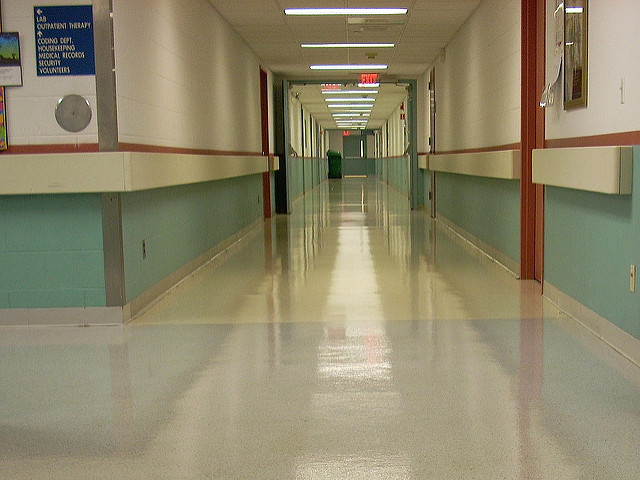 ←
LAB
OUTPATIENT THERAPY
↑
CODING DEPT.
HOUSEKEEPING
MEDICAL RECORDS
SECURITY
VOLUNTEERS
EXIT